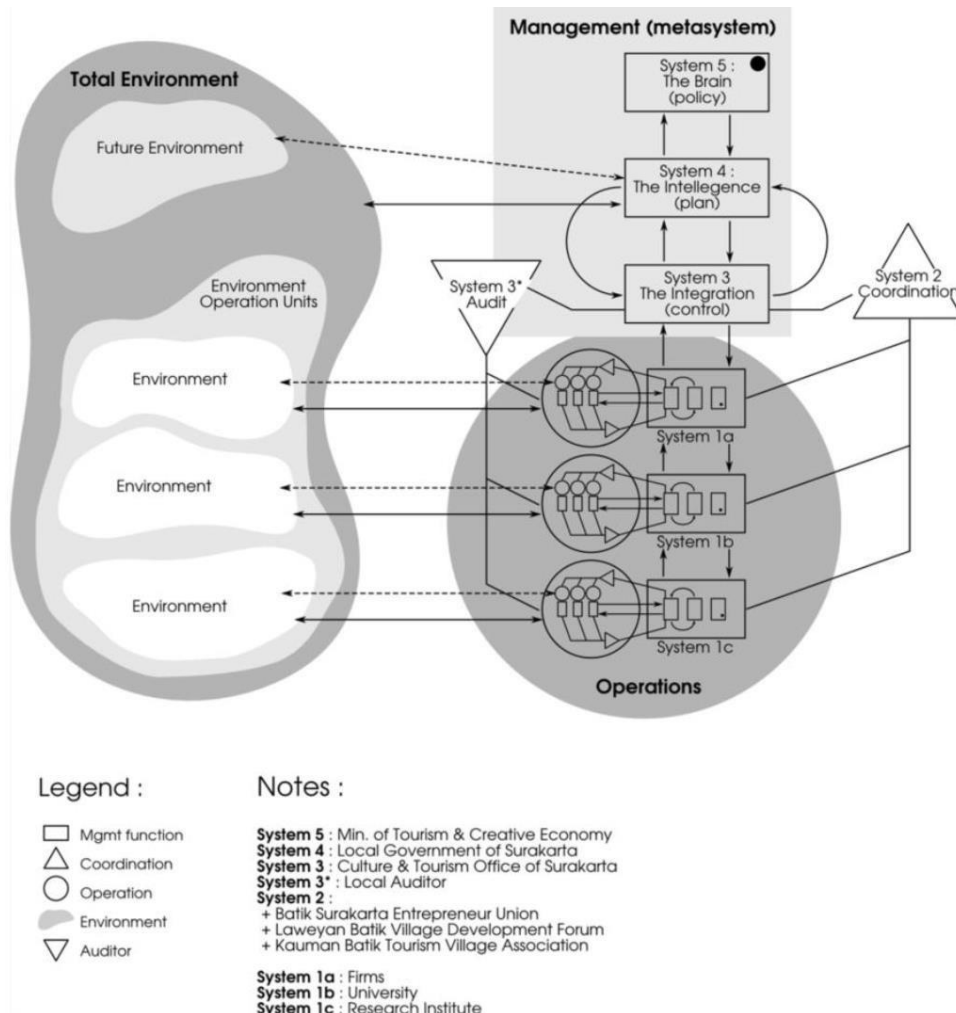 Management (metasystem)
Total Environment
System 5 :
The Brain
(policy)
Future Environment
System 4 :
The Intellegence
(plan)
Environment
Operation Units
System 3* 
Audit
System 3
The Integration
(control)
System 2
Coordination
Environment
System 1a
Environment
System 1b
Environment
System 1c
Operations
Legend :
Mgmt function
Coordination
Operation
Environment
Auditor
Notes :
System 5 : Min. of Tourism & Creative Economy
System 4 : Local Government of Surakarta
System 3 : Culture & Tourism Office of Surakarta
System 3* : Local Auditor
System 2 :
+ Batik Surakarta Entrepreneur Union
+ Laweyan Batik Village Development Forum
+ Kauman Batik Tourism Village Association
System 1a : Firms
System 1b : University
System 1c : Research Institute